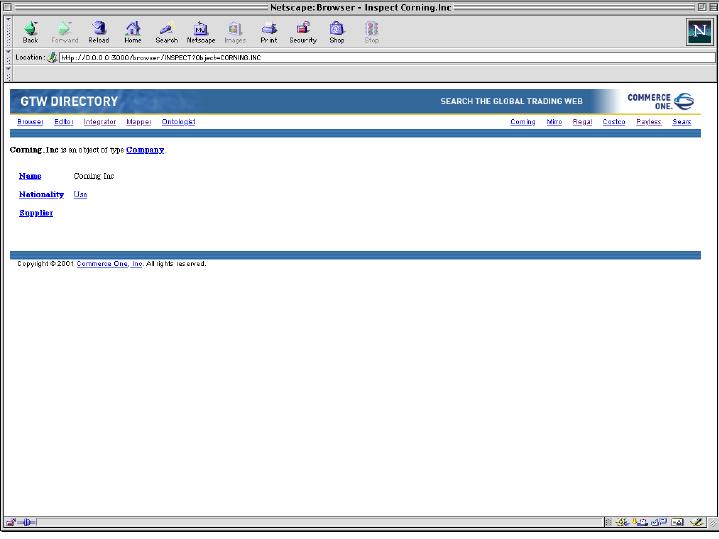 Netscape: Browser - Inspect Corning.Inc
Back Forward Reload Home Search Netscape Images Print Security Shop Stop
Location: http://0.0.0.0:3000/browser/INSPECT?Object=CORNING.INC
GTW DIRECTORY SEARCH THE GLOBAL TRADING WEB COMMERCE ONE.
Browser Editor Integrator Mapper Ontologist Corning Mirro Regal Costco Payless Sears
Corning.Inc is an object of type Company.
Name Corning Inc
Nationality Usa
Supplier
Copyright © 2001 Commerce One, Inc. All rights reserved.